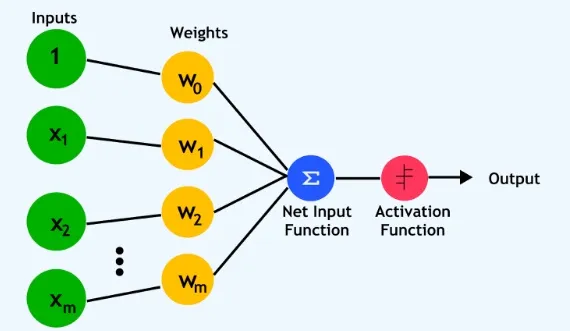 Inputs
Weights
1
w0
x1
w1
x2
w2
xm
wm
Σ
Net Input
Function
Activation
Function
Output